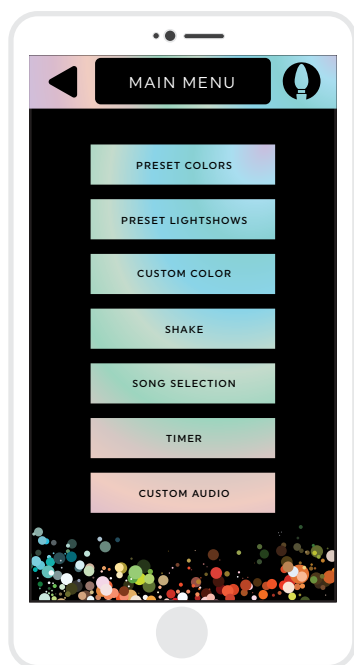 MAIN MENU
PRESET COLORS
PRESET LIGHTSHOWS
CUSTOM COLOR
SHAKE
SONG SELECTION
TIMER
CUSTOM AUDIO